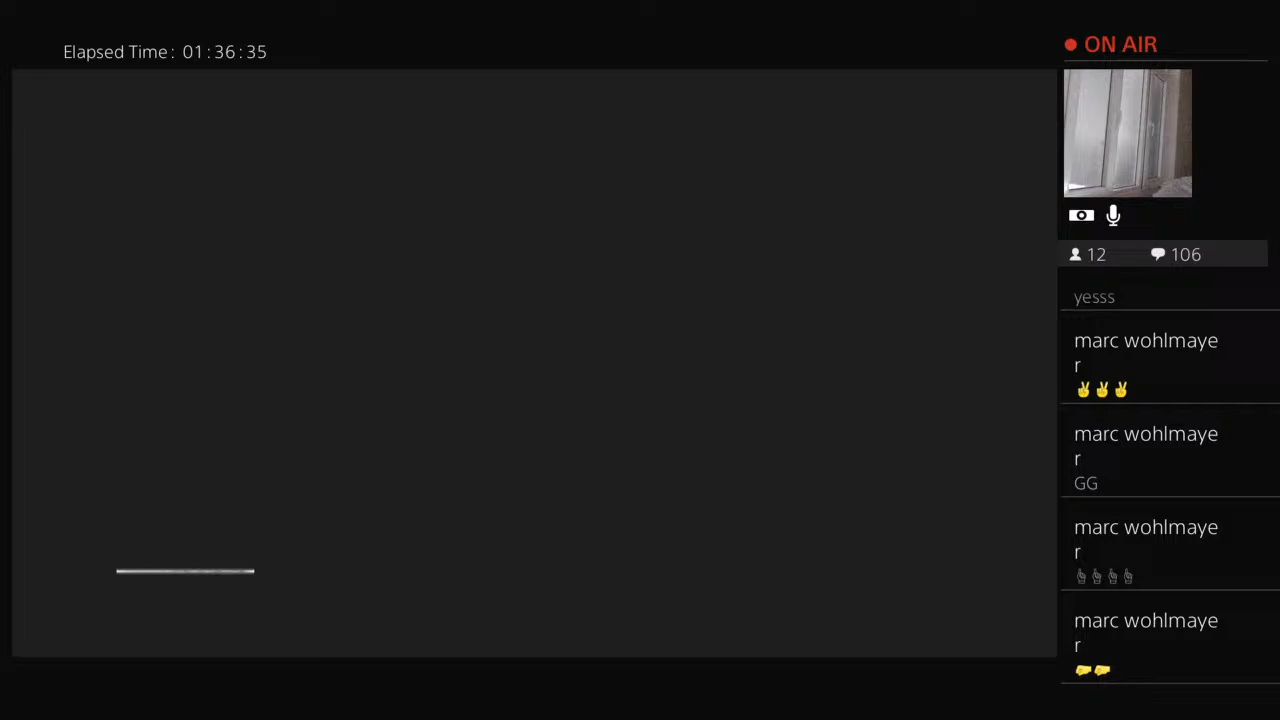 Elapsed Time: 01:36:35
ON AIR
12 106
yesss
marc wohlmaye
r
✌✌✌
marc wohlmaye
r
GG
marc wohlmaye
r
☝☝☝☝
marc wohlmaye
r
🤛🤛